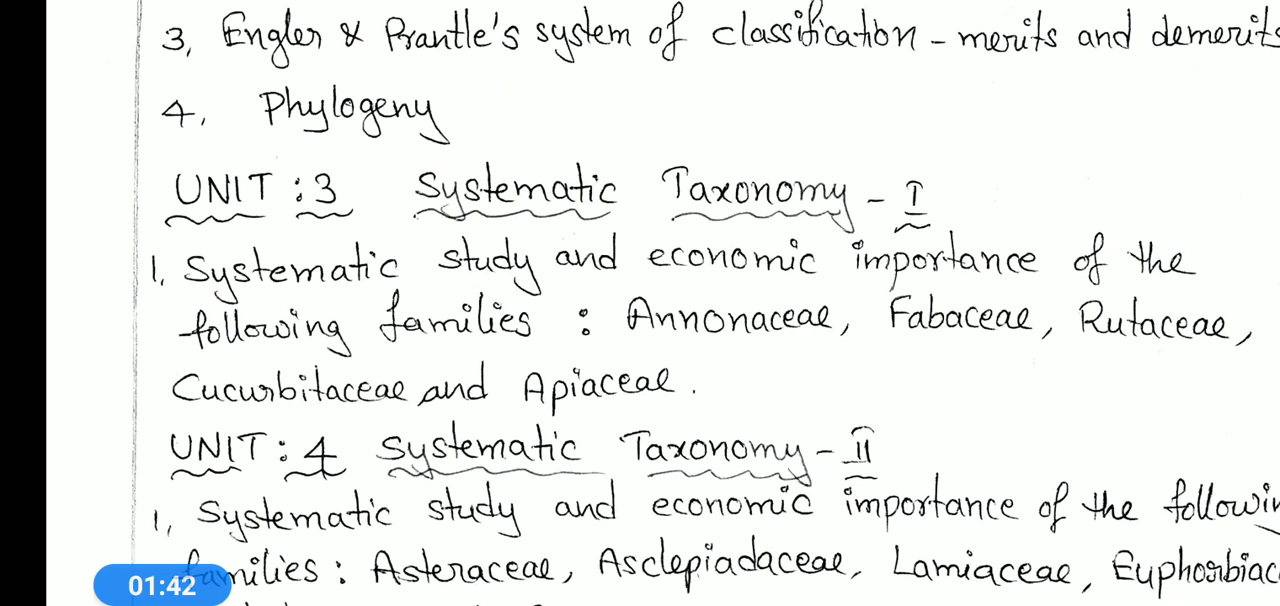 3, Engler & Prantle's system of classification - merits and demerits
4. Phylogeny
UNIT : 3 Systematic Taxonomy - I
1. Systematic study and economic importance of the
following families : Annonaceae, Fabaceae, Rutaceae,
Cucurbitaceae and Apiaceae.
UNIT : 4 Systematic Taxonomy - II
1, Systematic study and economic importance of the followin
families : Asteraceae, Asclepiadaceae, Lamiaceae, Euphorbiac
01:42